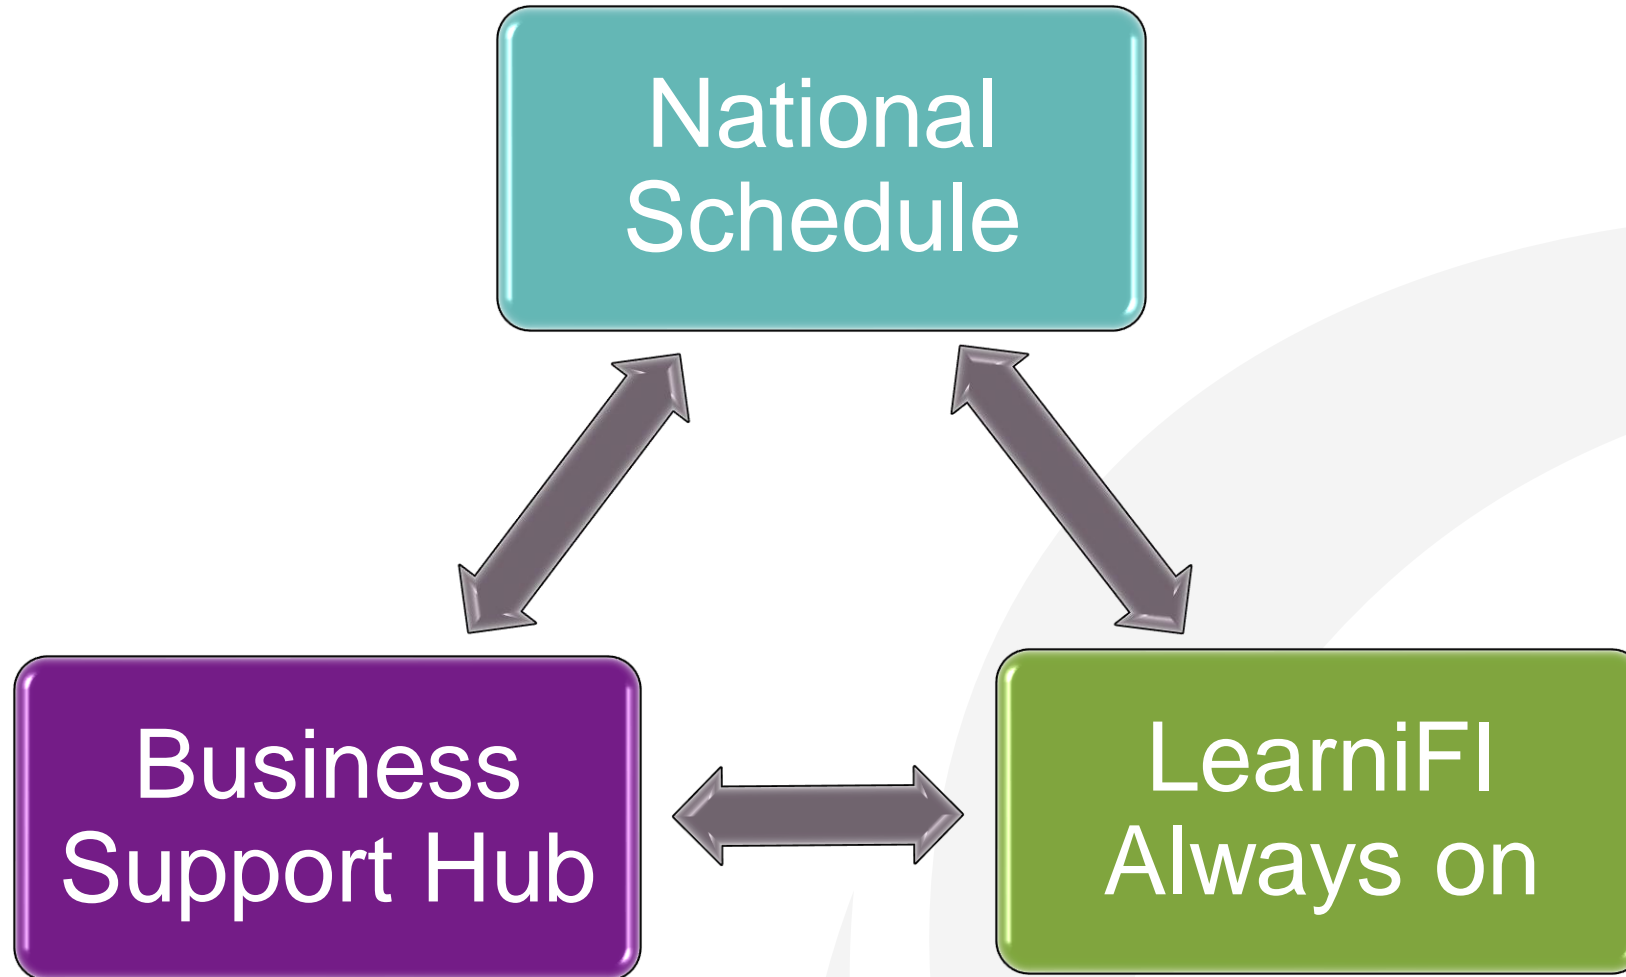 National
Schedule
Business
Support Hub
LearniFI
Always on